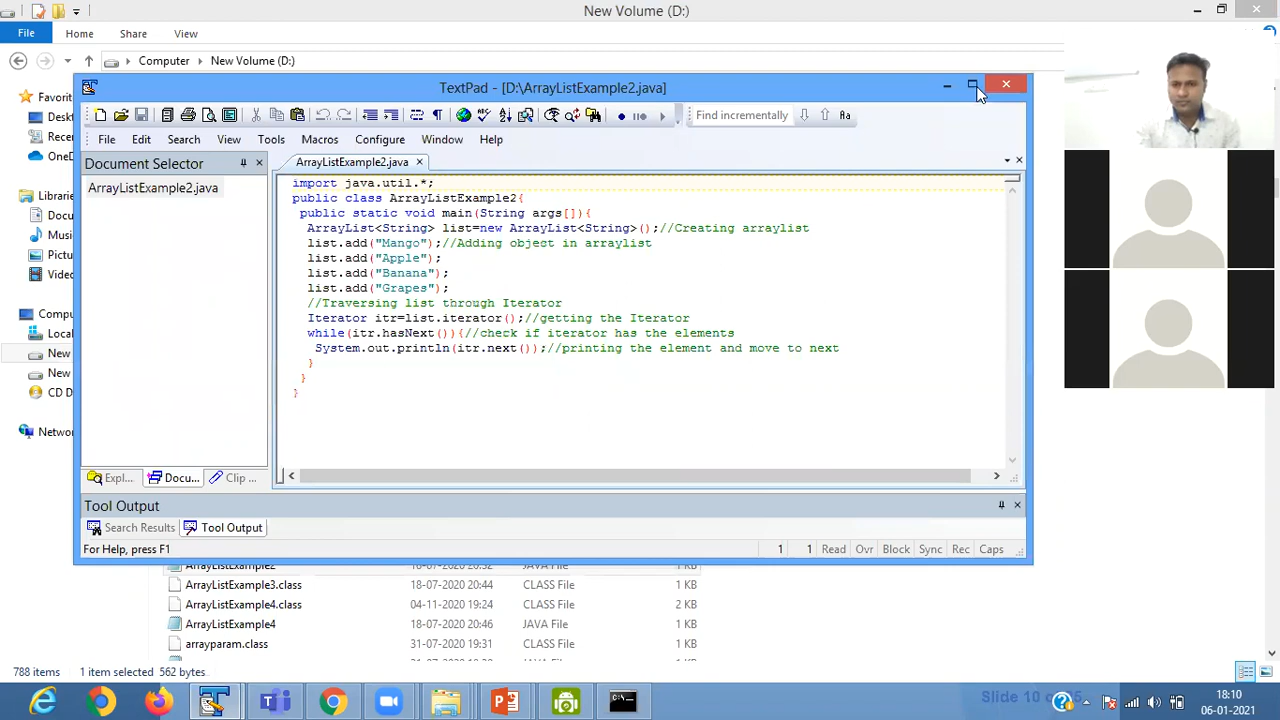 New Volume (D:)
File Home Share View
Computer New Volume (D:)
TextPad - [D:\ArrayListExample2.java]
Find incrementally
File Edit Search View Tools Macros Configure Window Help
Document Selector
ArrayListExample2.java
ArrayListExample2.java
import java.util.*;
public class ArrayListExample2{
public static void main(String args[]){
ArrayList<String> list=new ArrayList<String>();//Creating arraylist
list.add("Mango");//Adding object in arraylist
list.add("Apple");
list.add("Banana");
list.add("Grapes");
//Traversing list through Iterator
Iterator itr=list.iterator();//getting the Iterator
while(itr.hasNext()){//check if iterator has the elements
System.out.println(itr.next());//printing the element and move to next
}
}
}
Favorit
Desk
Rece
OneD
Librarie
Docu
Musi
Pictu
Video
Compu
Local
New
New
CD D
Netwo
Expl... Docu... Clip ...
Tool Output
Search Results Tool Output
For Help, press F1 1 1 Read Ovr Block Sync Rec Caps
ArrayListExample2 18-07-2020 20:32 JAVA File 1 KB
ArrayListExample3.class 18-07-2020 20:44 CLASS File 1 KB
ArrayListExample4.class 04-11-2020 19:24 CLASS File 2 KB
ArrayListExample4 18-07-2020 20:46 JAVA File 1 KB
arrayparam.class 31-07-2020 19:31 CLASS File 1 KB
788 items 1 item selected 562 bytes
18:10
06-01-2021